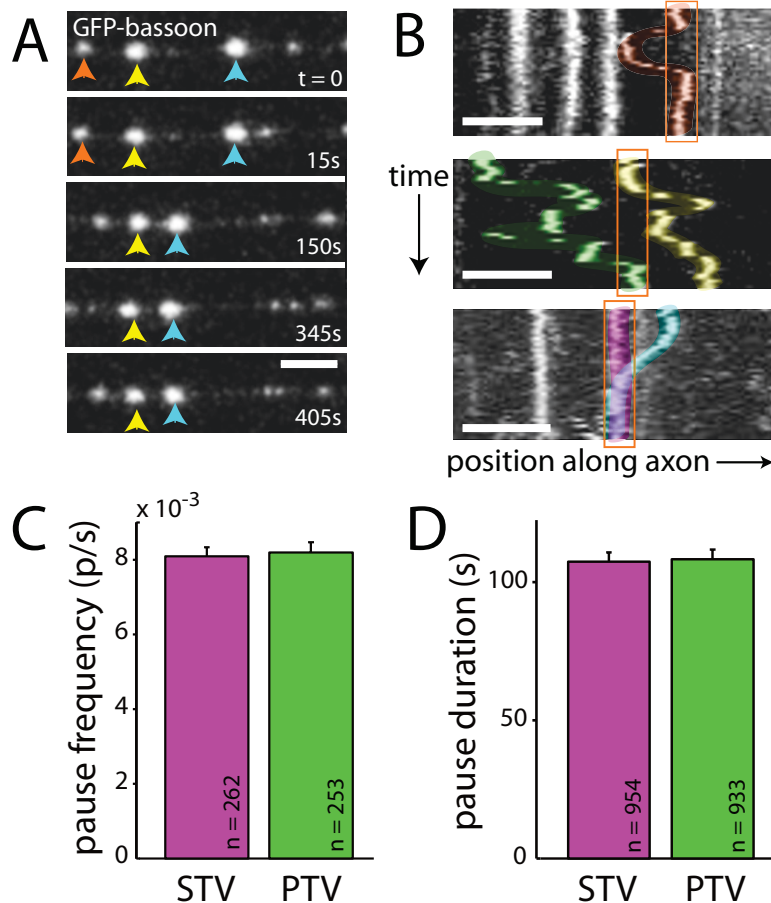 A
GFP-bassoon
t = 0
15s
150s
345s
405s
B
time
position along axon
C
x 10-3
pause frequency (p/s)
8
6
4
2
0
n = 262
n = 253
STV
PTV
D
pause duration (s)
100
50
0
n = 954
n = 933
STV
PTV